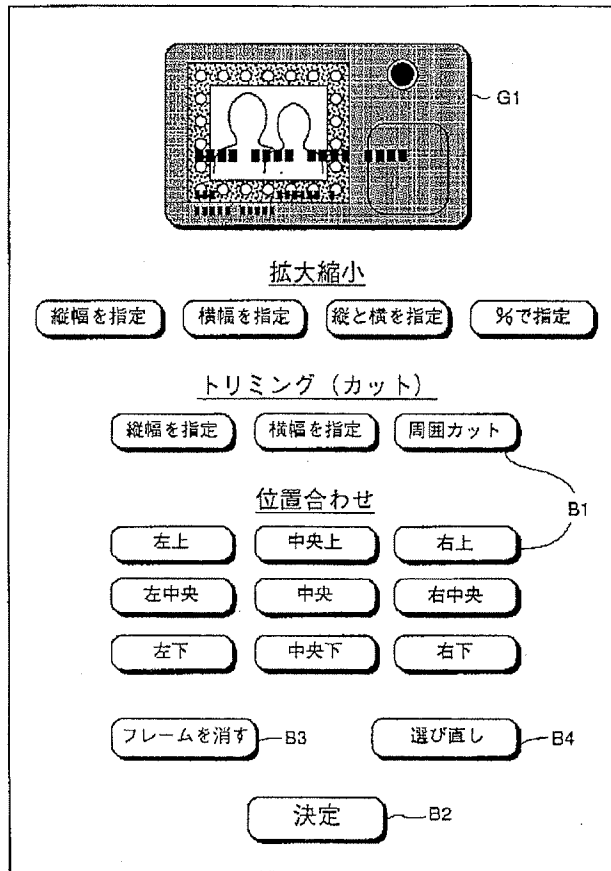 G1
拡大縮小
縦幅を指定 横幅を指定 縦と横を指定 %で指定
トリミング（カット）
縦幅を指定 横幅を指定 周囲カット
B1
位置合わせ
左上 中央上 右上
左中央 中央 右中央
左下 中央下 右下
フレームを消す B3 選び直し B4
決定 B2